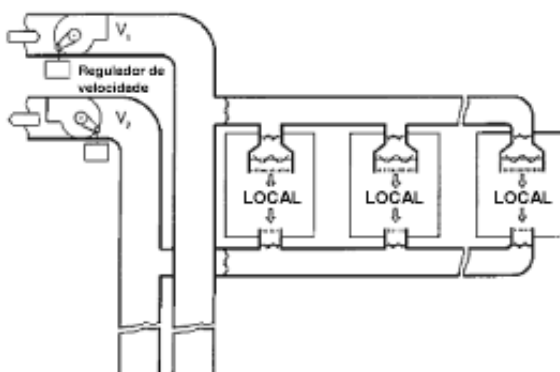 V₁
Regulador de
velocidade
V₂
LOCAL LOCAL LOCAL